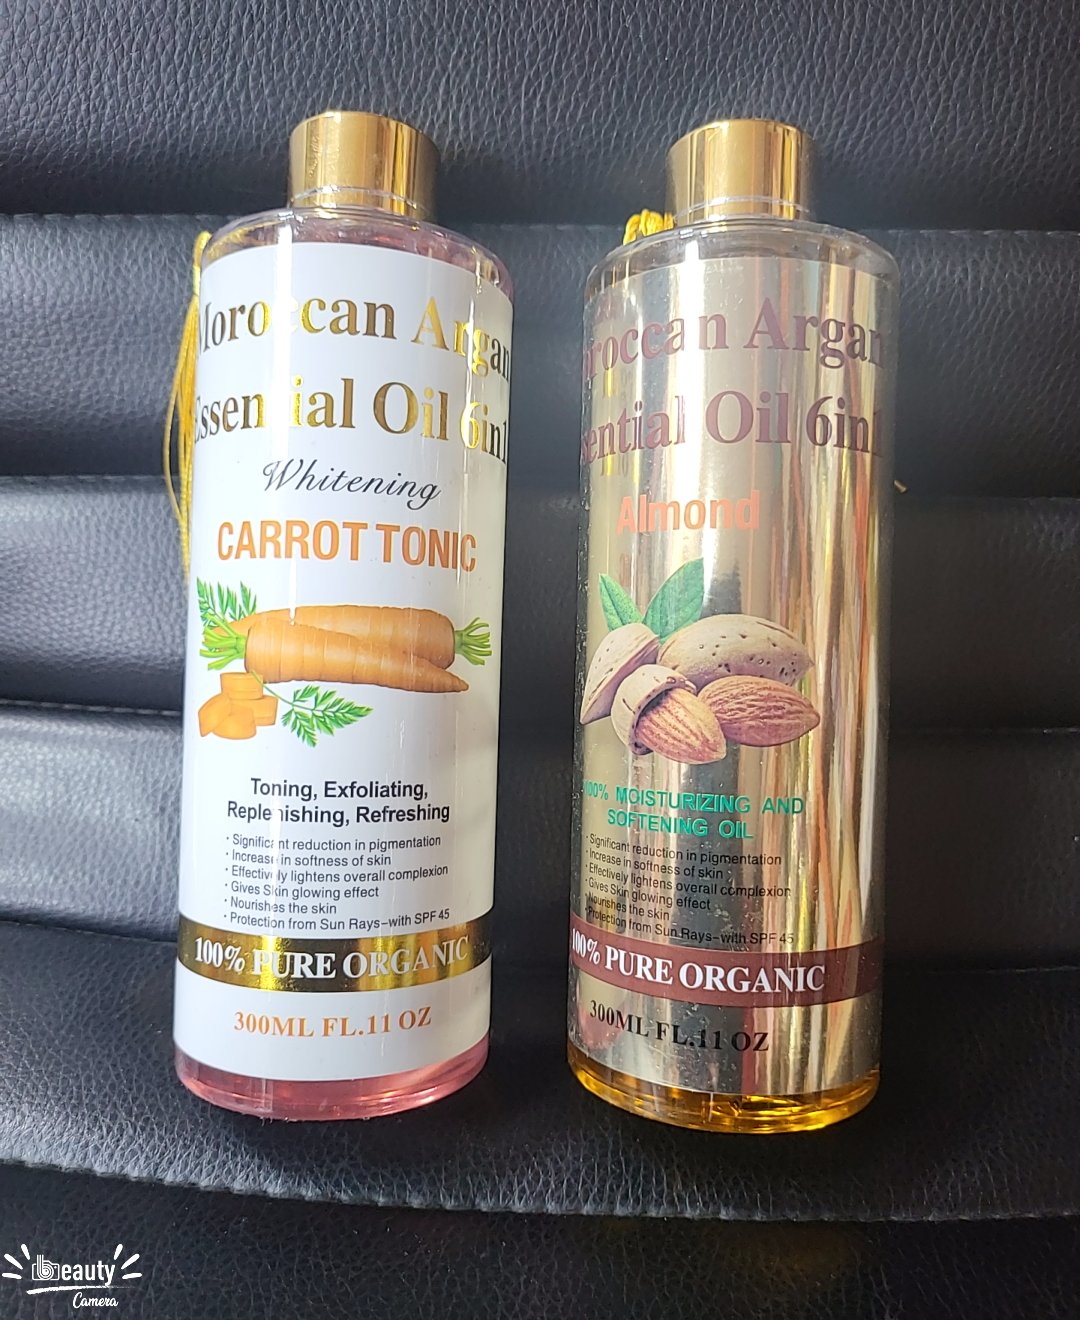 Moroccan Argan
Essential Oil 6in1
Whitening
CARROT TONIC
Toning, Exfoliating,
Replenishing, Refreshing
· Significant reduction in pigmentation
· Increase in softness of skin
· Effectively lightens overall complexion
· Gives Skin glowing effect
· Nourishes the skin
· Protection from Sun Rays-with SPF 45
100% PURE ORGANIC
300ML FL.11 OZ
Moroccan Argan
Essential Oil 6in1
Almond
100% MOISTURIZING AND
SOFTENING OIL
· Significant reduction in pigmentation
· Increase in softness of skin
· Effectively lightens overall complexion
· Gives Skin glowing effect
· Nourishes the skin
· Protection from Sun Rays-with SPF 45
100% PURE ORGANIC
300ML FL.11 OZ
beauty
Camera